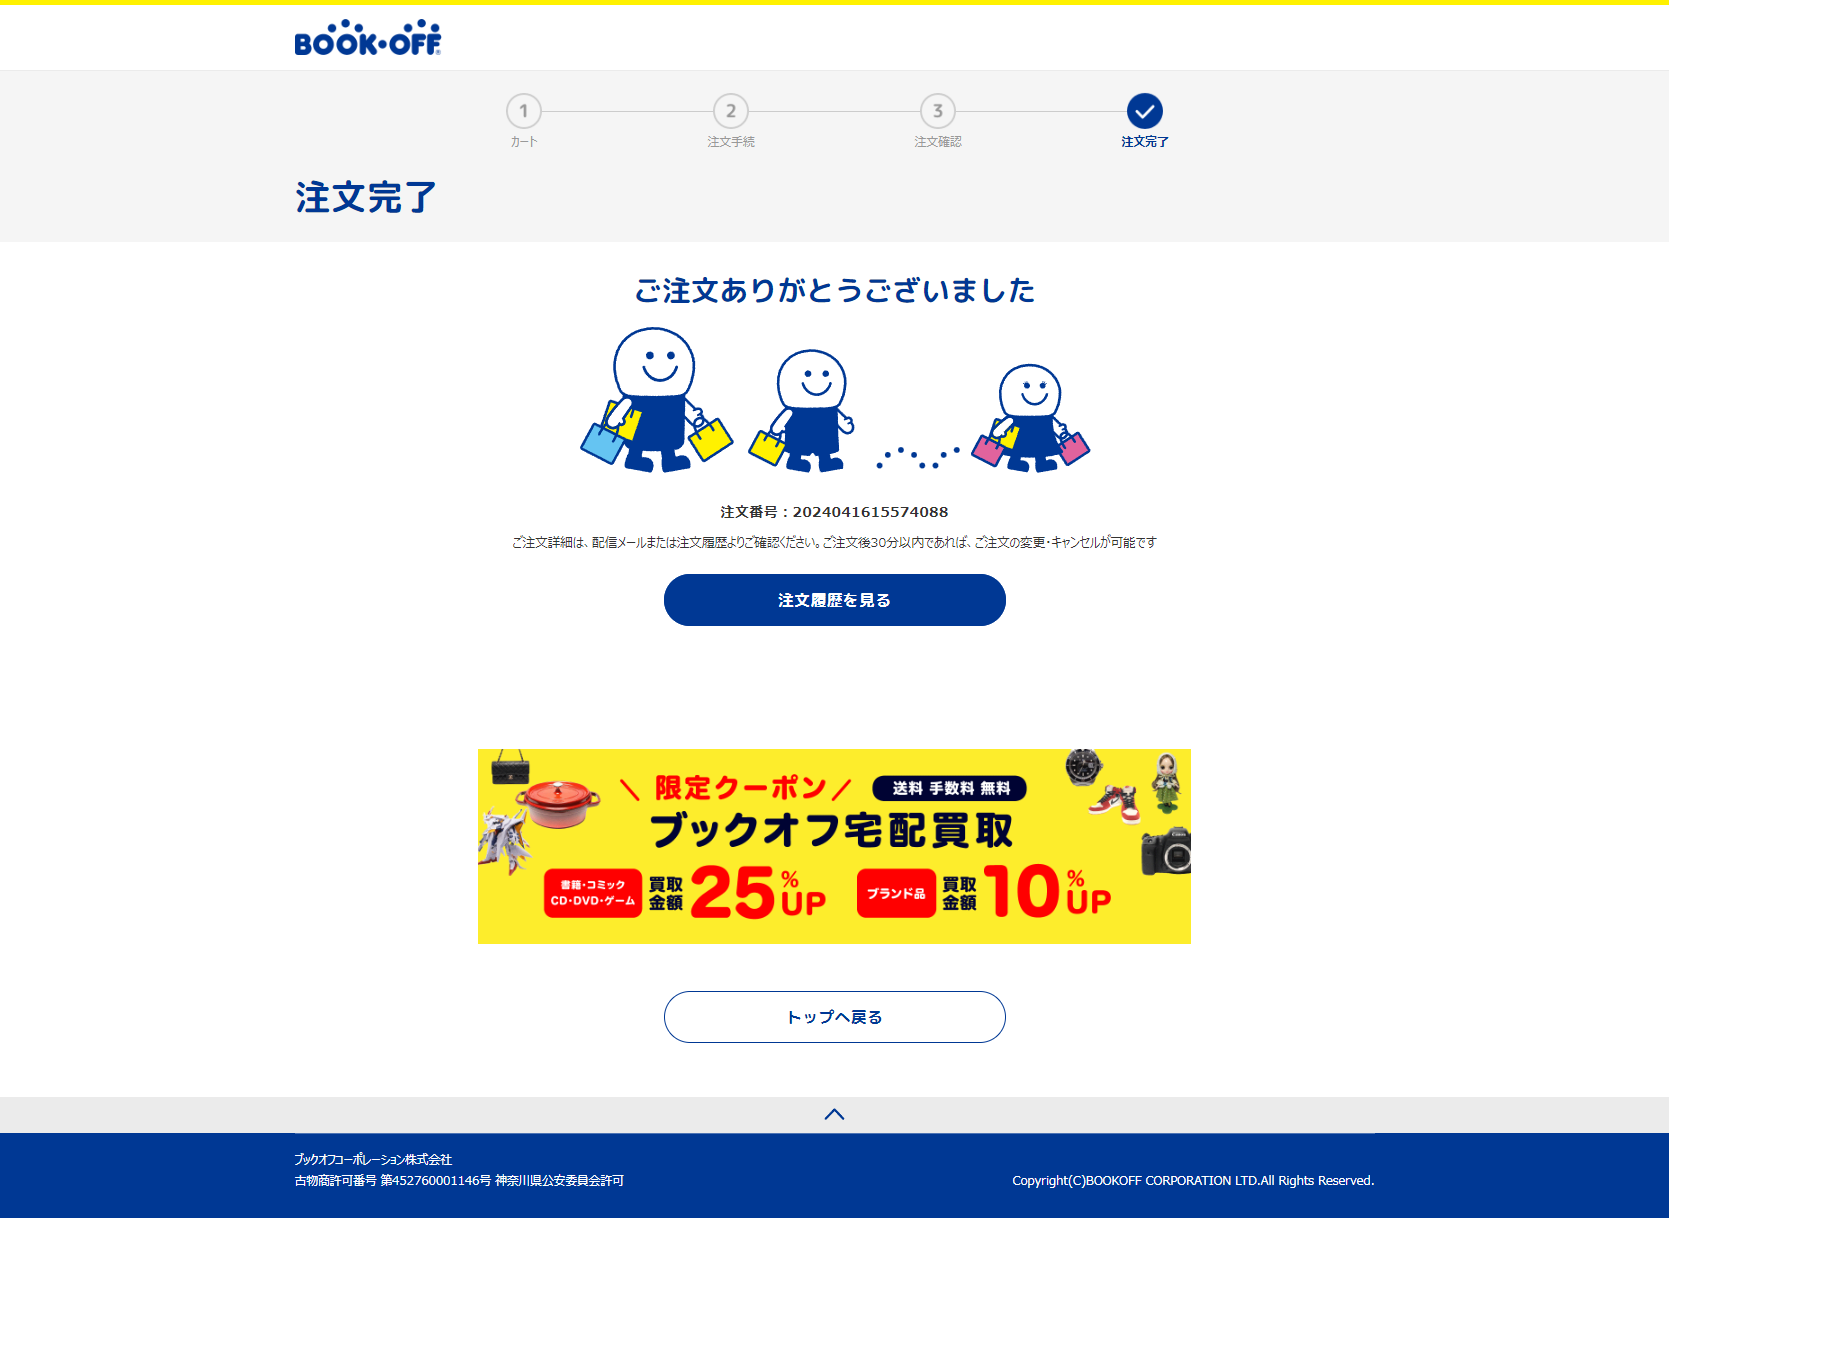 BOOK・OFF
1
2
3
カート
注文手続
注文確認
注文完了
注文完了
ご注文ありがとうございました
注文番号：2024041615574088
ご注文詳細は、配信メールまたは注文履歴よりご確認ください。ご注文後30分以内であれば、ご注文の変更・キャンセルが可能です
注文履歴を見る
＼ 限定クーポン／ 送料 手数料 無料
ブックオフ宅配買取
書籍・コミック
CD・DVD・ゲーム
買取
金額
25%UP
ブランド品
買取
金額
10%UP
Canon
トップへ戻る
ブックオフコーポレーション株式会社
古物商許可番号 第452760001146号 神奈川県公安委員会許可
Copyright(C)BOOKOFF CORPORATION LTD.All Rights Reserved.